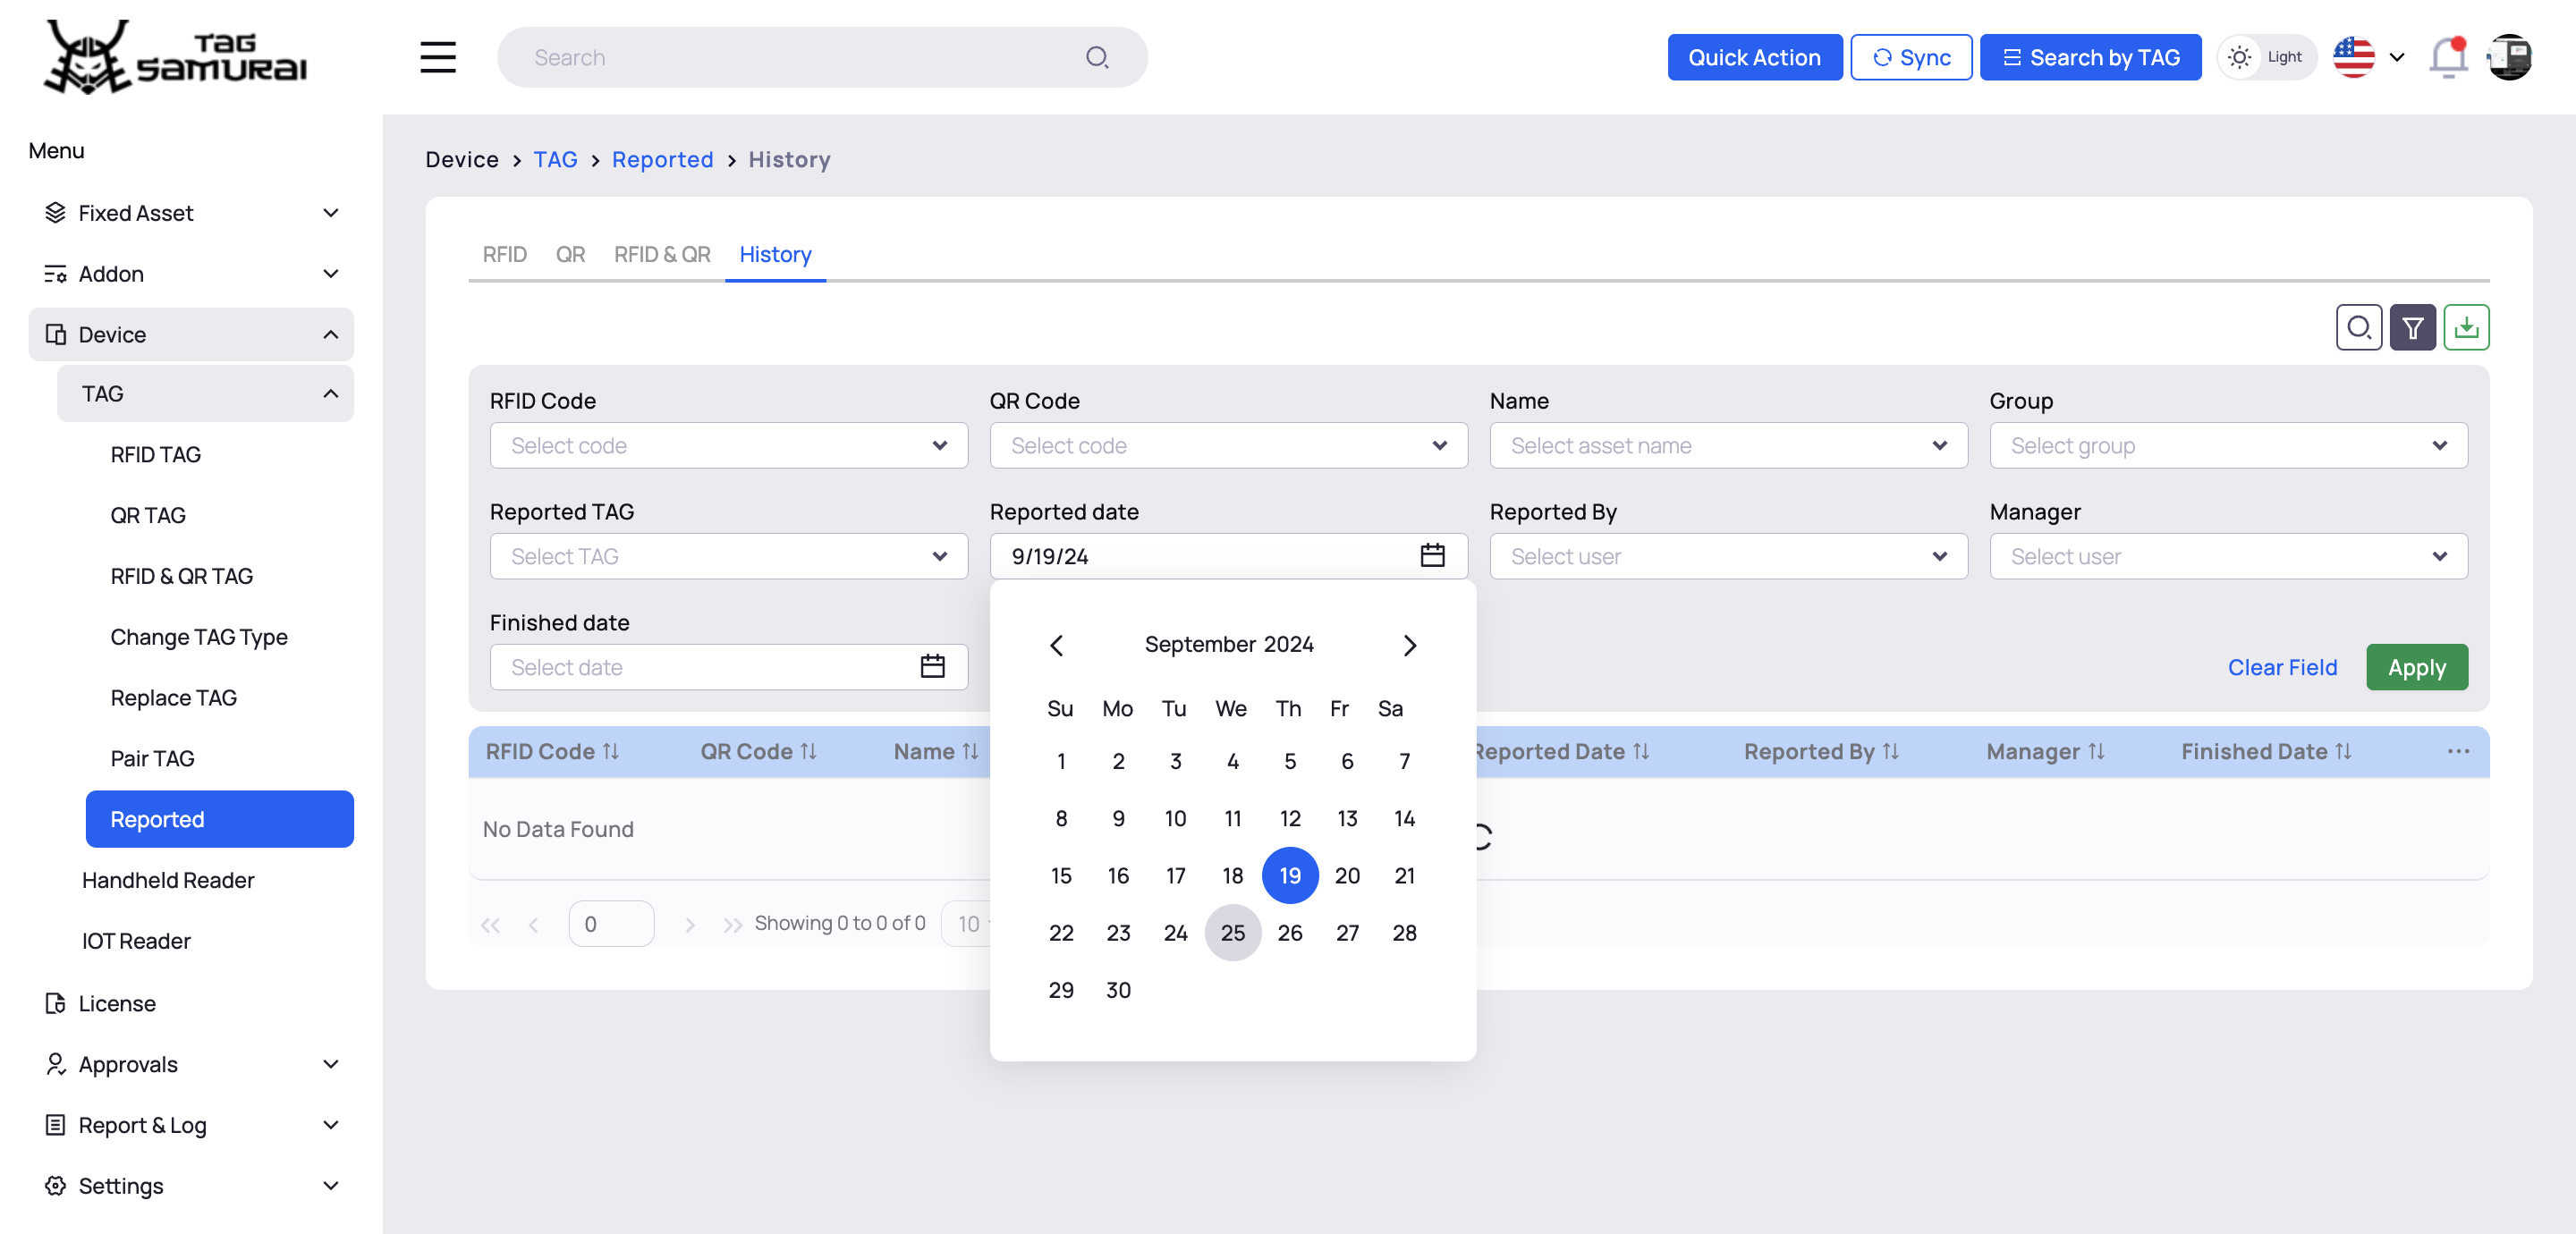 TAG
SAMURAI
Search
Quick Action
Sync
Search by TAG
Light
Menu
Fixed Asset
Addon
Device
TAG
RFID TAG
QR TAG
RFID & QR TAG
Change TAG Type
Replace TAG
Pair TAG
Reported
Handheld Reader
IOT Reader
License
Approvals
Report & Log
Settings
Device > TAG > Reported > History
RFID QR RFID & QR History
RFID Code QR Code Name Group
Select code Select code Select asset name Select group
Reported TAG Reported date Reported By Manager
Select TAG 9/19/24 Select user Select user
Finished date
Select date
Clear Field Apply
September 2024
Su Mo Tu We Th Fr Sa
1 2 3 4 5 6 7
8 9 10 11 12 13 14
15 16 17 18 19 20 21
22 23 24 25 26 27 28
29 30
RFID Code QR Code Name Reported Date Reported By Manager Finished Date
No Data Found
0 Showing 0 to 0 of 0 10